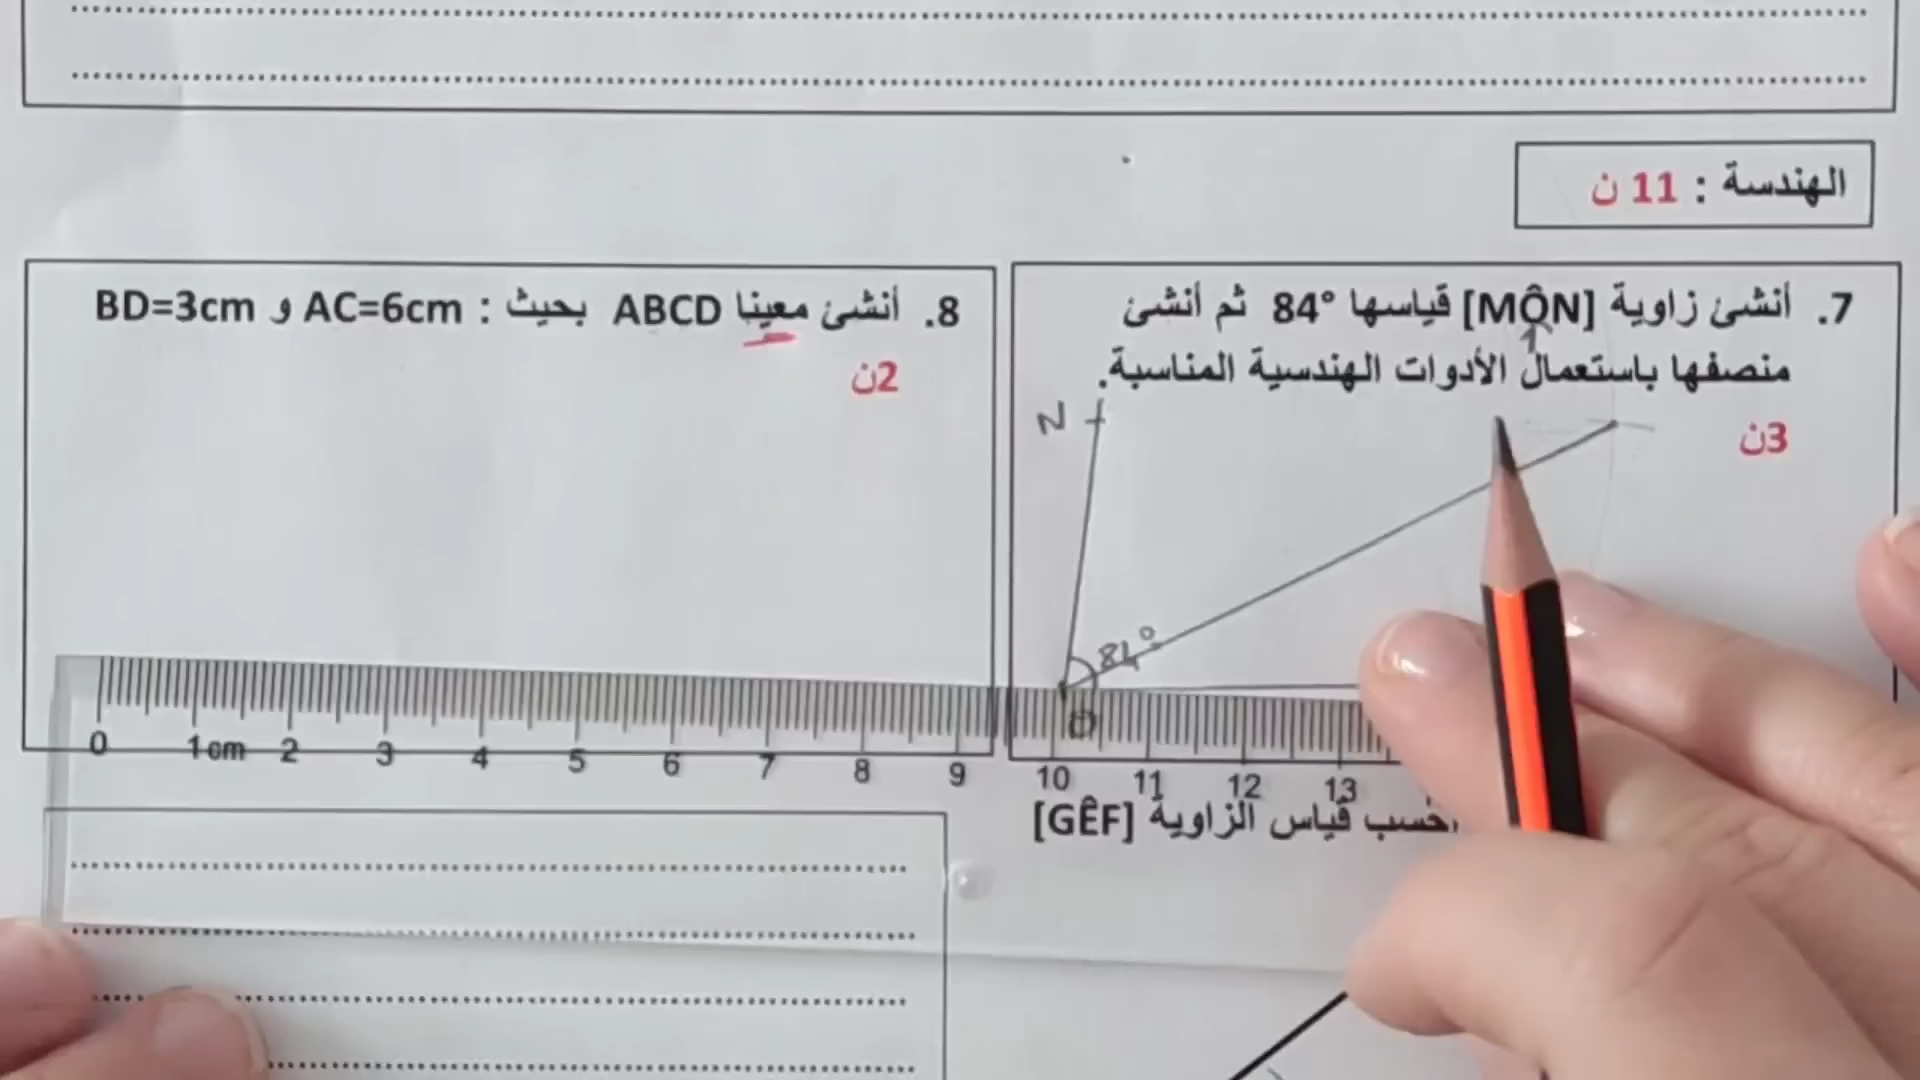 الهندسة : 11 ن
7. أنشئ زاوية [MÔN] قياسها 84° ثم أنشئ
منصفها باستعمال الأدوات الهندسية المناسبة.
3ن
N
84°
O
8. أنشئ معينا ABCD بحيث : AC=6cm و BD=3cm
2ن
0 1cm 2 3 4 5 6 7 8 9 10 11 12 13
قياس الزاوية [GÊF]